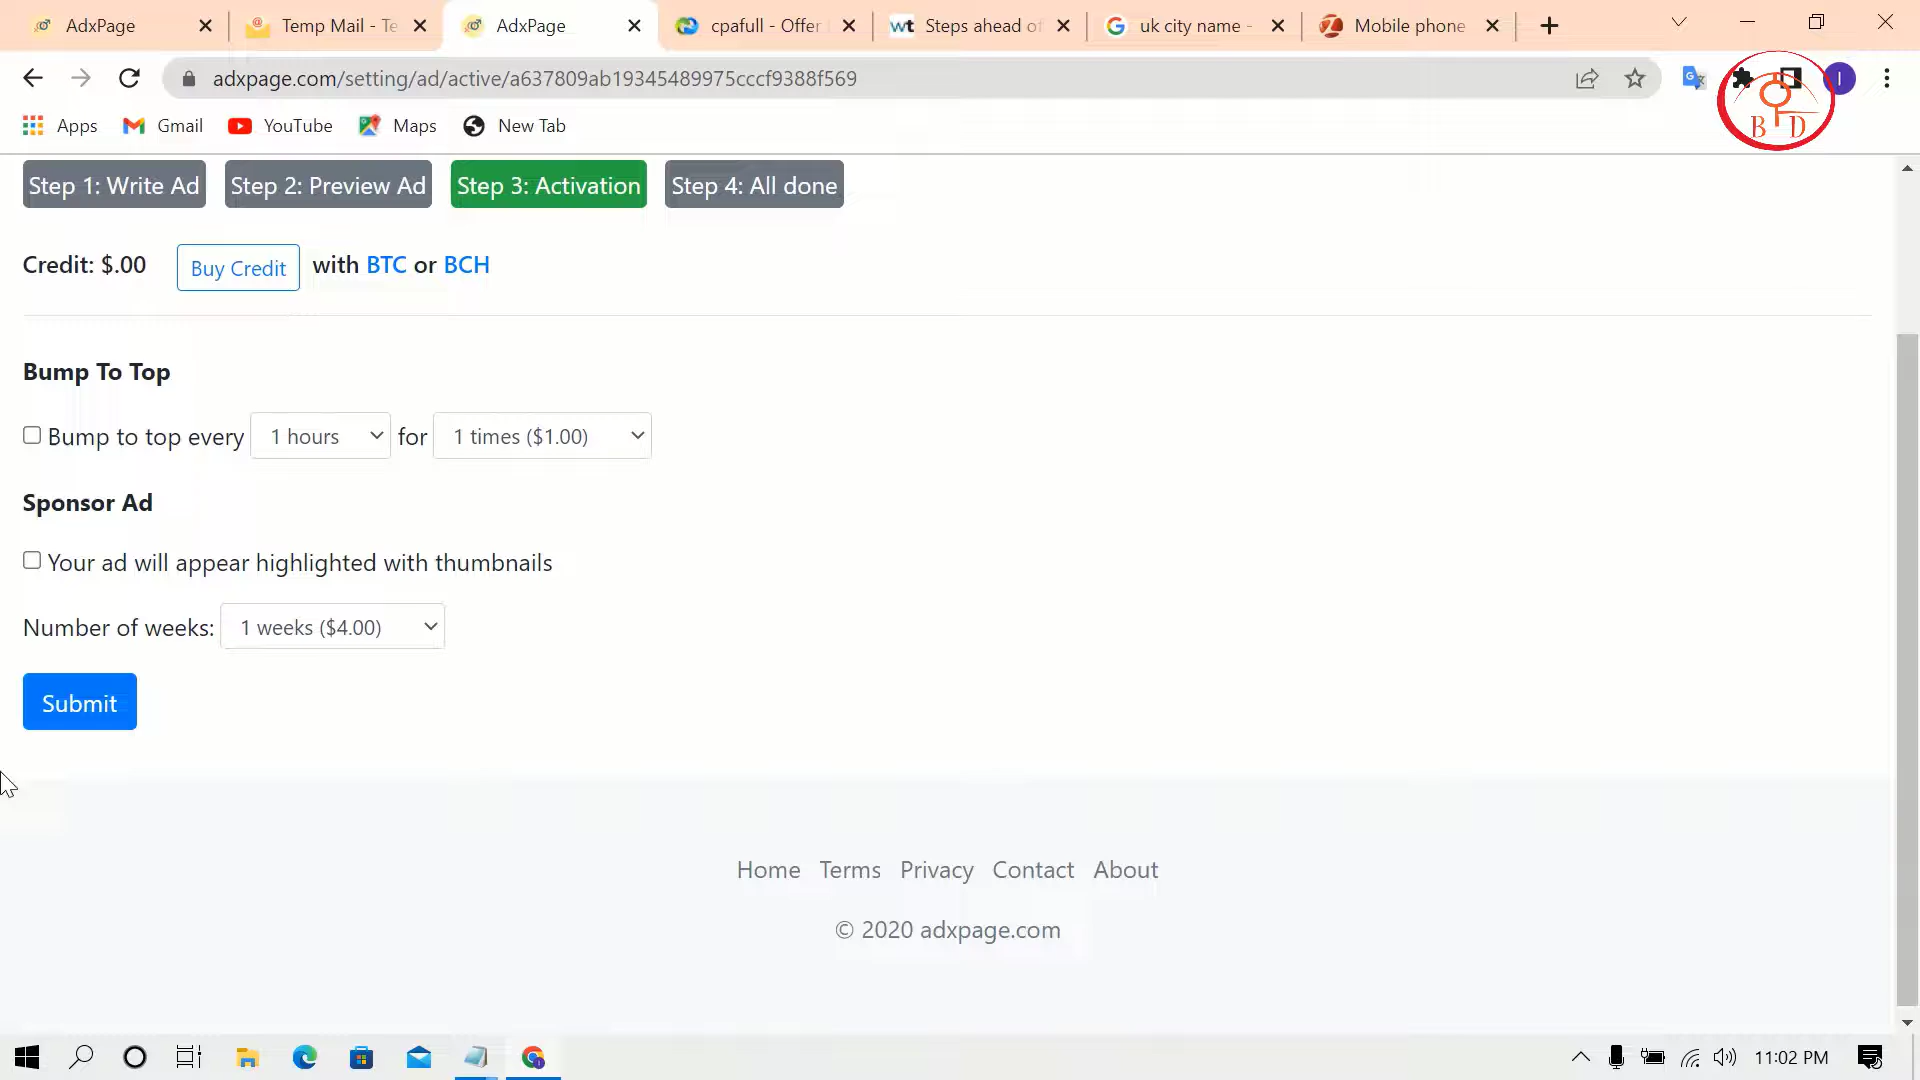 AdxPage
Temp Mail - Te
AdxPage
cpafull - Offer
wt Steps ahead of
uk city name -
Mobile phone
adxpage.com/setting/ad/active/a637809ab19345489975cccf9388f569
I
Apps
Gmail
YouTube
Maps
New Tab
B D
Step 1: Write Ad
Step 2: Preview Ad
Step 3: Activation
Step 4: All done
Credit: $.00 Buy Credit with BTC or BCH
Bump To Top
Bump to top every 1 hours for 1 times ($1.00)
Sponsor Ad
Your ad will appear highlighted with thumbnails
Number of weeks: 1 weeks ($4.00)
Submit
Home Terms Privacy Contact About
© 2020 adxpage.com
11:02 PM